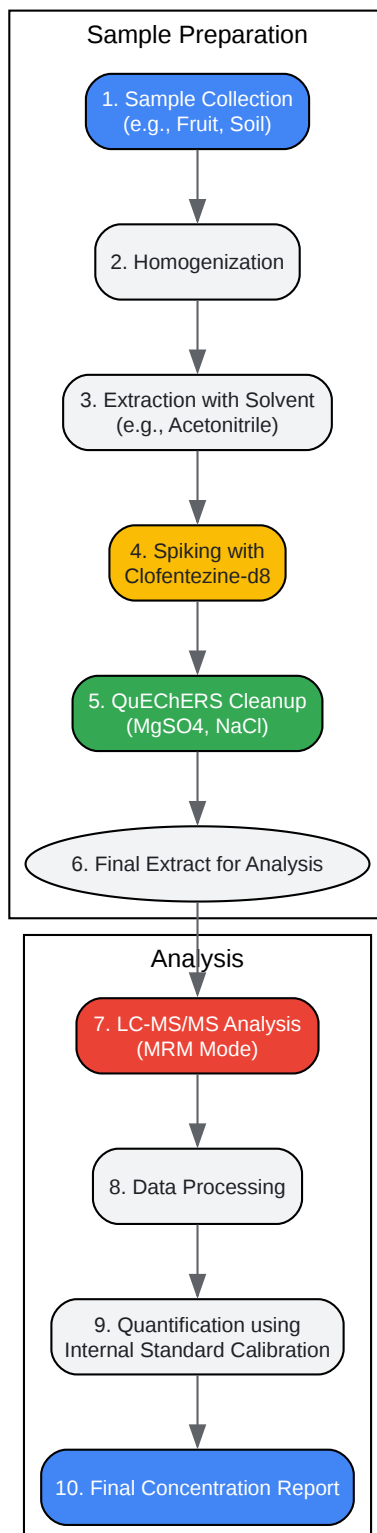 Sample Preparation
1. Sample Collection
(e.g., Fruit, Soil)
2. Homogenization
3. Extraction with Solvent
(e.g., Acetonitrile)
4. Spiking with
Clofentezine-d8
5. QuEChERS Cleanup
(MgSO4, NaCl)
6. Final Extract for Analysis
Analysis
7. LC-MS/MS Analysis
(MRM Mode)
8. Data Processing
9. Quantification using
Internal Standard Calibration
10. Final Concentration Report